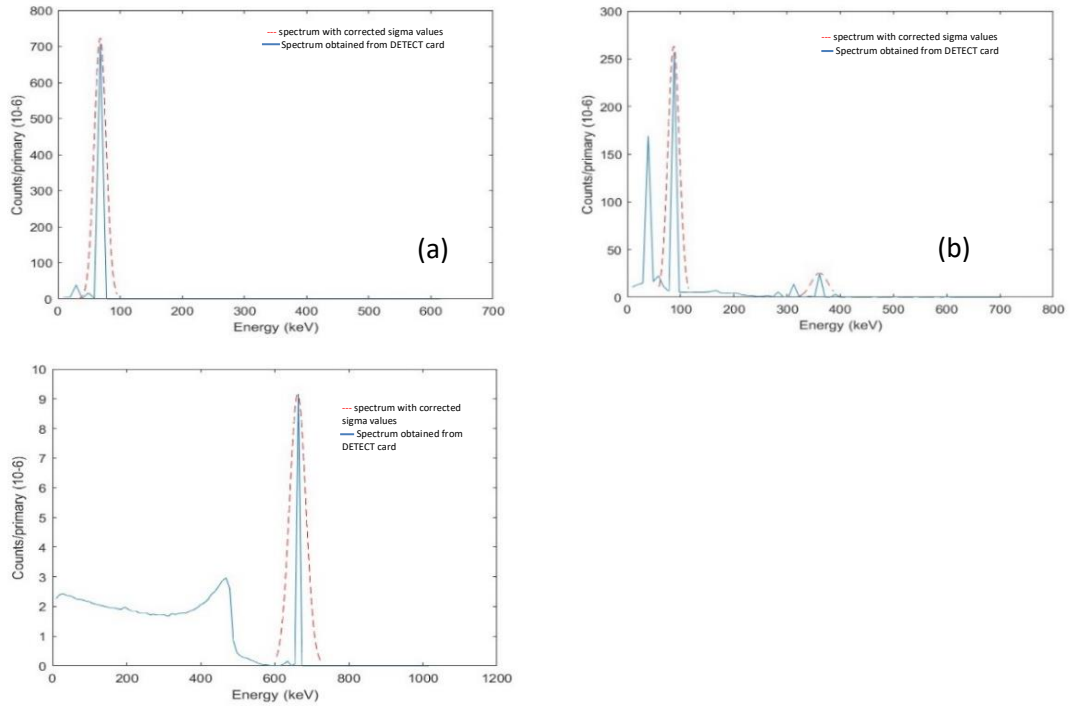 800
700
600
500
400
300
200
100
0
Counts/primary (10-6)
--- spectrum with corrected sigma values
Spectrum obtained from DETECT card
(a)
0 100 200 300 400 500 600 700
Energy (keV)
300
250
200
150
100
50
0
Counts/primary (10-6)
--- spectrum with corrected sigma values
Spectrum obtained from DETECT card
(b)
0 100 200 300 400 500 600 700 800
Energy (keV)
10
9
8
7
6
5
4
3
2
1
0
Counts/primary (10-6)
--- spectrum with corrected
sigma values
Spectrum obtained from
DETECT card
0 200 400 600 800 1000 1200
Energy (keV)